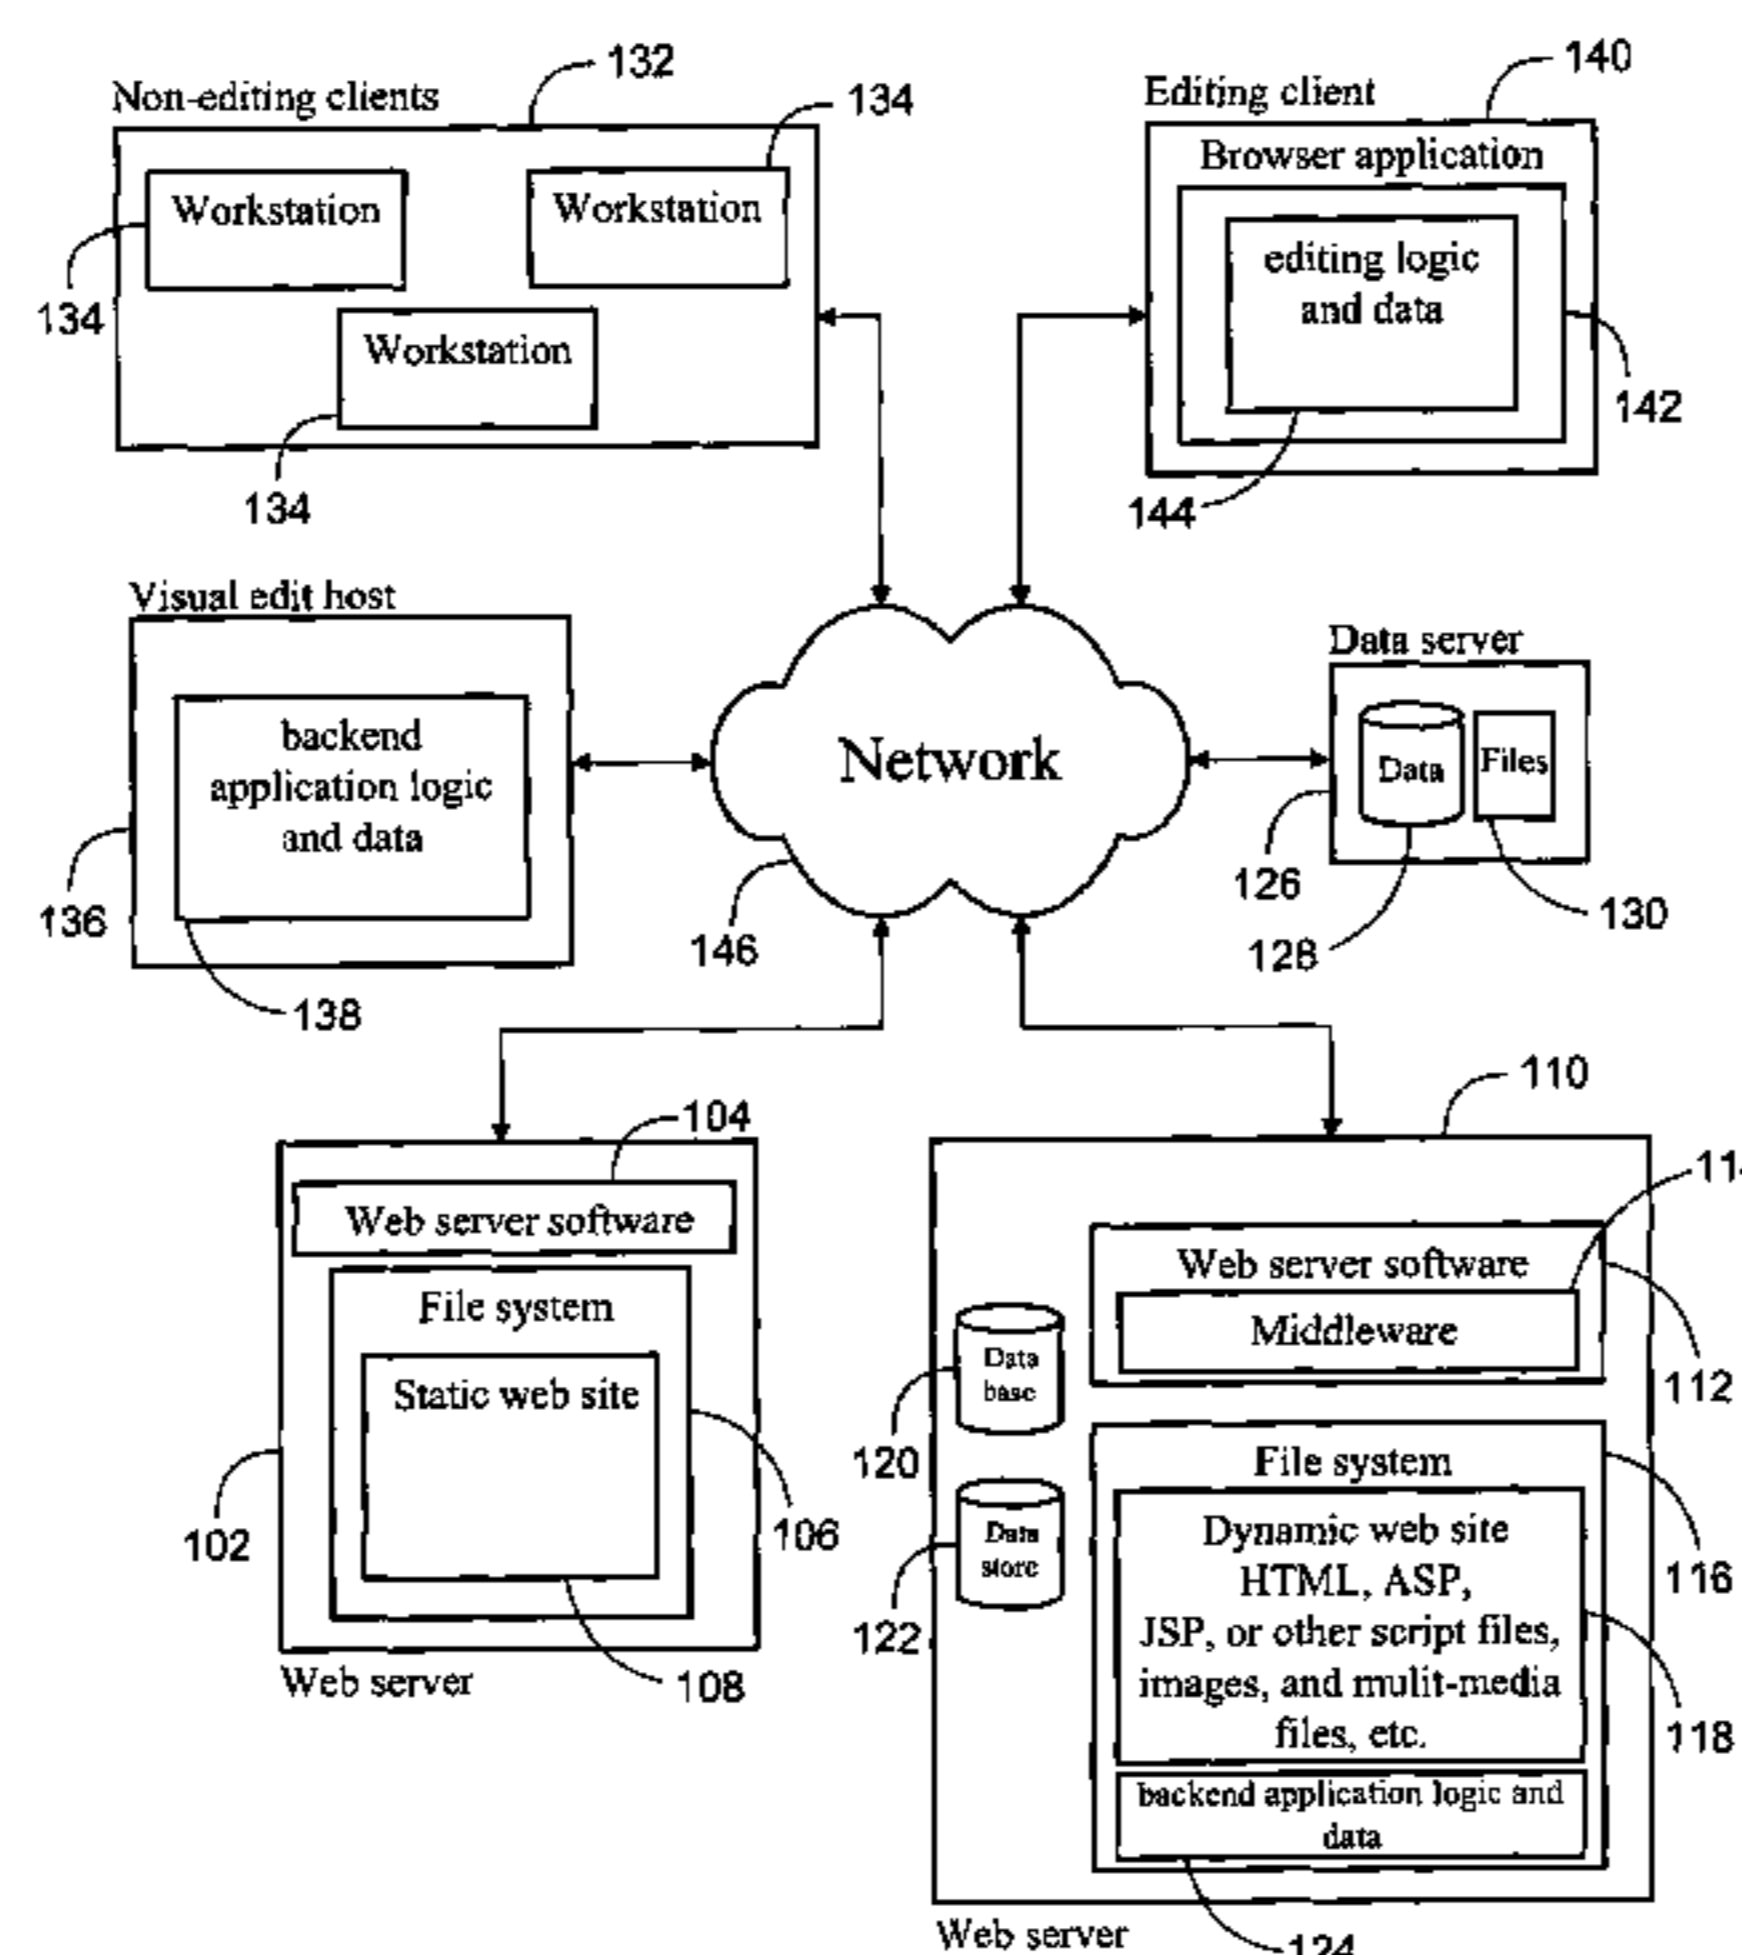 132
140
Non-editing clients
134
Editing client
Browser application
Workstation
Workstation
editing logic
and data
134
Workstation
142
134
144
Visual edit host
Data server
backend
application logic
and data
Network
Data
Files
136
146
126
130
128
138
110
104
Web server software
Web server software
File system
Middleware
Static web site
Data
base
112
120
File system
102
106
Data
store
Dynamic web site
HTML, ASP,
JSP, or other script files,
images, and mulit-media
files, etc.
116
122
Web server
108
118
backend application logic and
data
Web server
124